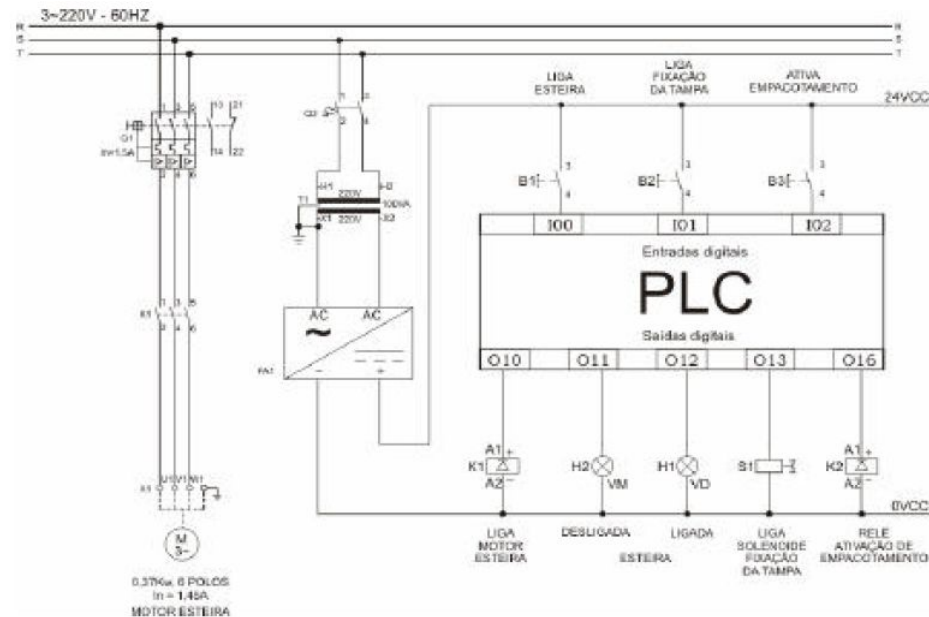 3~220V - 60HZ
R
S
T
R
S
T
1 3 5
13 21
Q1
In=1,5A
14 22
2 4 6
1 3 5
K1
2 4 6
X1
U1 V1 W1
M
3~
0,37Kw, 6 POLOS
In = 1,45A
MOTOR ESTEIRA
1 3
2 4
H1
H2
220V
T1
100VA
220V
X1
X2
AC AC
~
FA1
- +
LIGA
ESTEIRA
LIGA
FIXAÇÃO
DA TAMPA
ATIVA
EMPACOTAMENTO
24VCC
3
B1
4
3
B2
4
3
B3
4
I00
I01
I02
Entradas digitais
PLC
Saídas digitais
O10
O11
O12
O13
O16
A1 +
K1
A2 -
H2
VM
H1
VD
S1
A1 +
K2
A2 -
0VCC
LIGA
MOTOR
ESTEIRA
DESLIGADA
LIGADA
ESTEIRA
LIGA
SOLENOIDE
FIXAÇÃO
DA TAMPA
RELE
ATIVAÇÃO DE
EMPACOTAMENTO